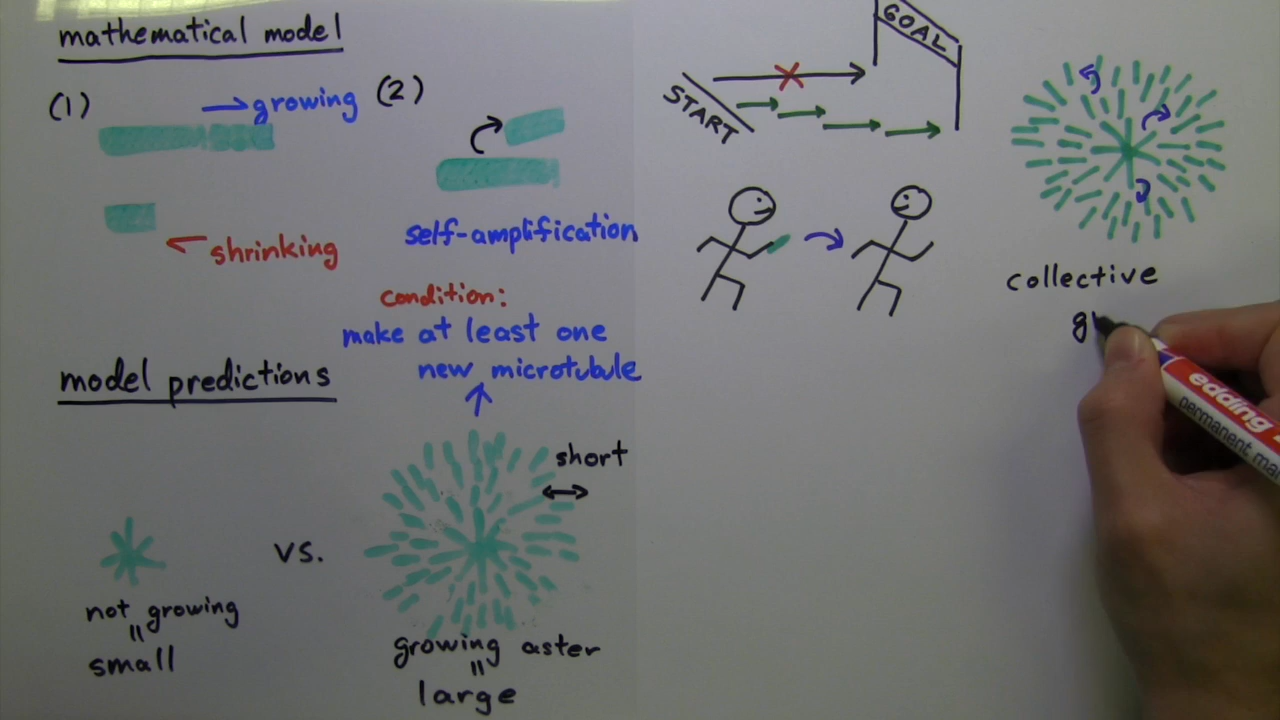 mathematical model
(1)
growing
shrinking
(2)
self-amplification
condition:
make at least one
new microtubule
model predictions
not growing
=
small
vs.
short
growing aster
=
large
START
GOAL
collective
edding
permanent